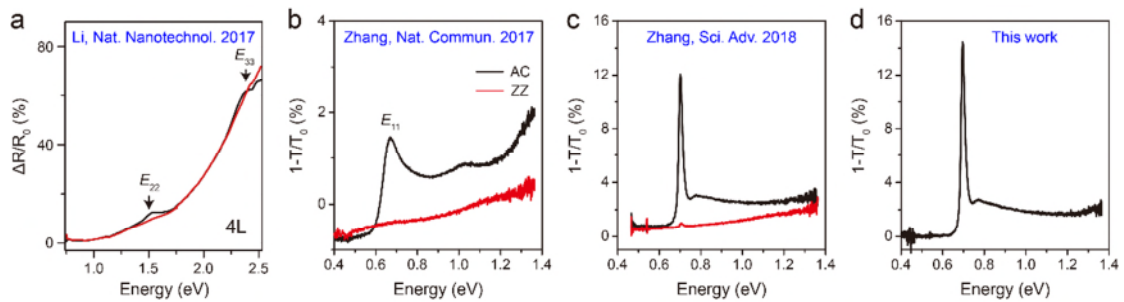 a
Li, Nat. Nanotechnol. 2017
ΔR/R0 (%)
80
40
0
E33
E22
4L
1.0 1.5 2.0 2.5
Energy (eV)
b
Zhang, Nat. Commun. 2017
1-T/T0 (%)
4
2
0
AC
ZZ
E11
0.4 0.6 0.8 1.0 1.2 1.4
Energy (eV)
c
Zhang, Sci. Adv. 2018
1-T/T0 (%)
16
12
8
4
0
0.4 0.6 0.8 1.0 1.2 1.4
Energy (eV)
d
This work
1-T/T0 (%)
16
12
8
4
0
0.4 0.6 0.8 1.0 1.2 1.4
Energy (eV)